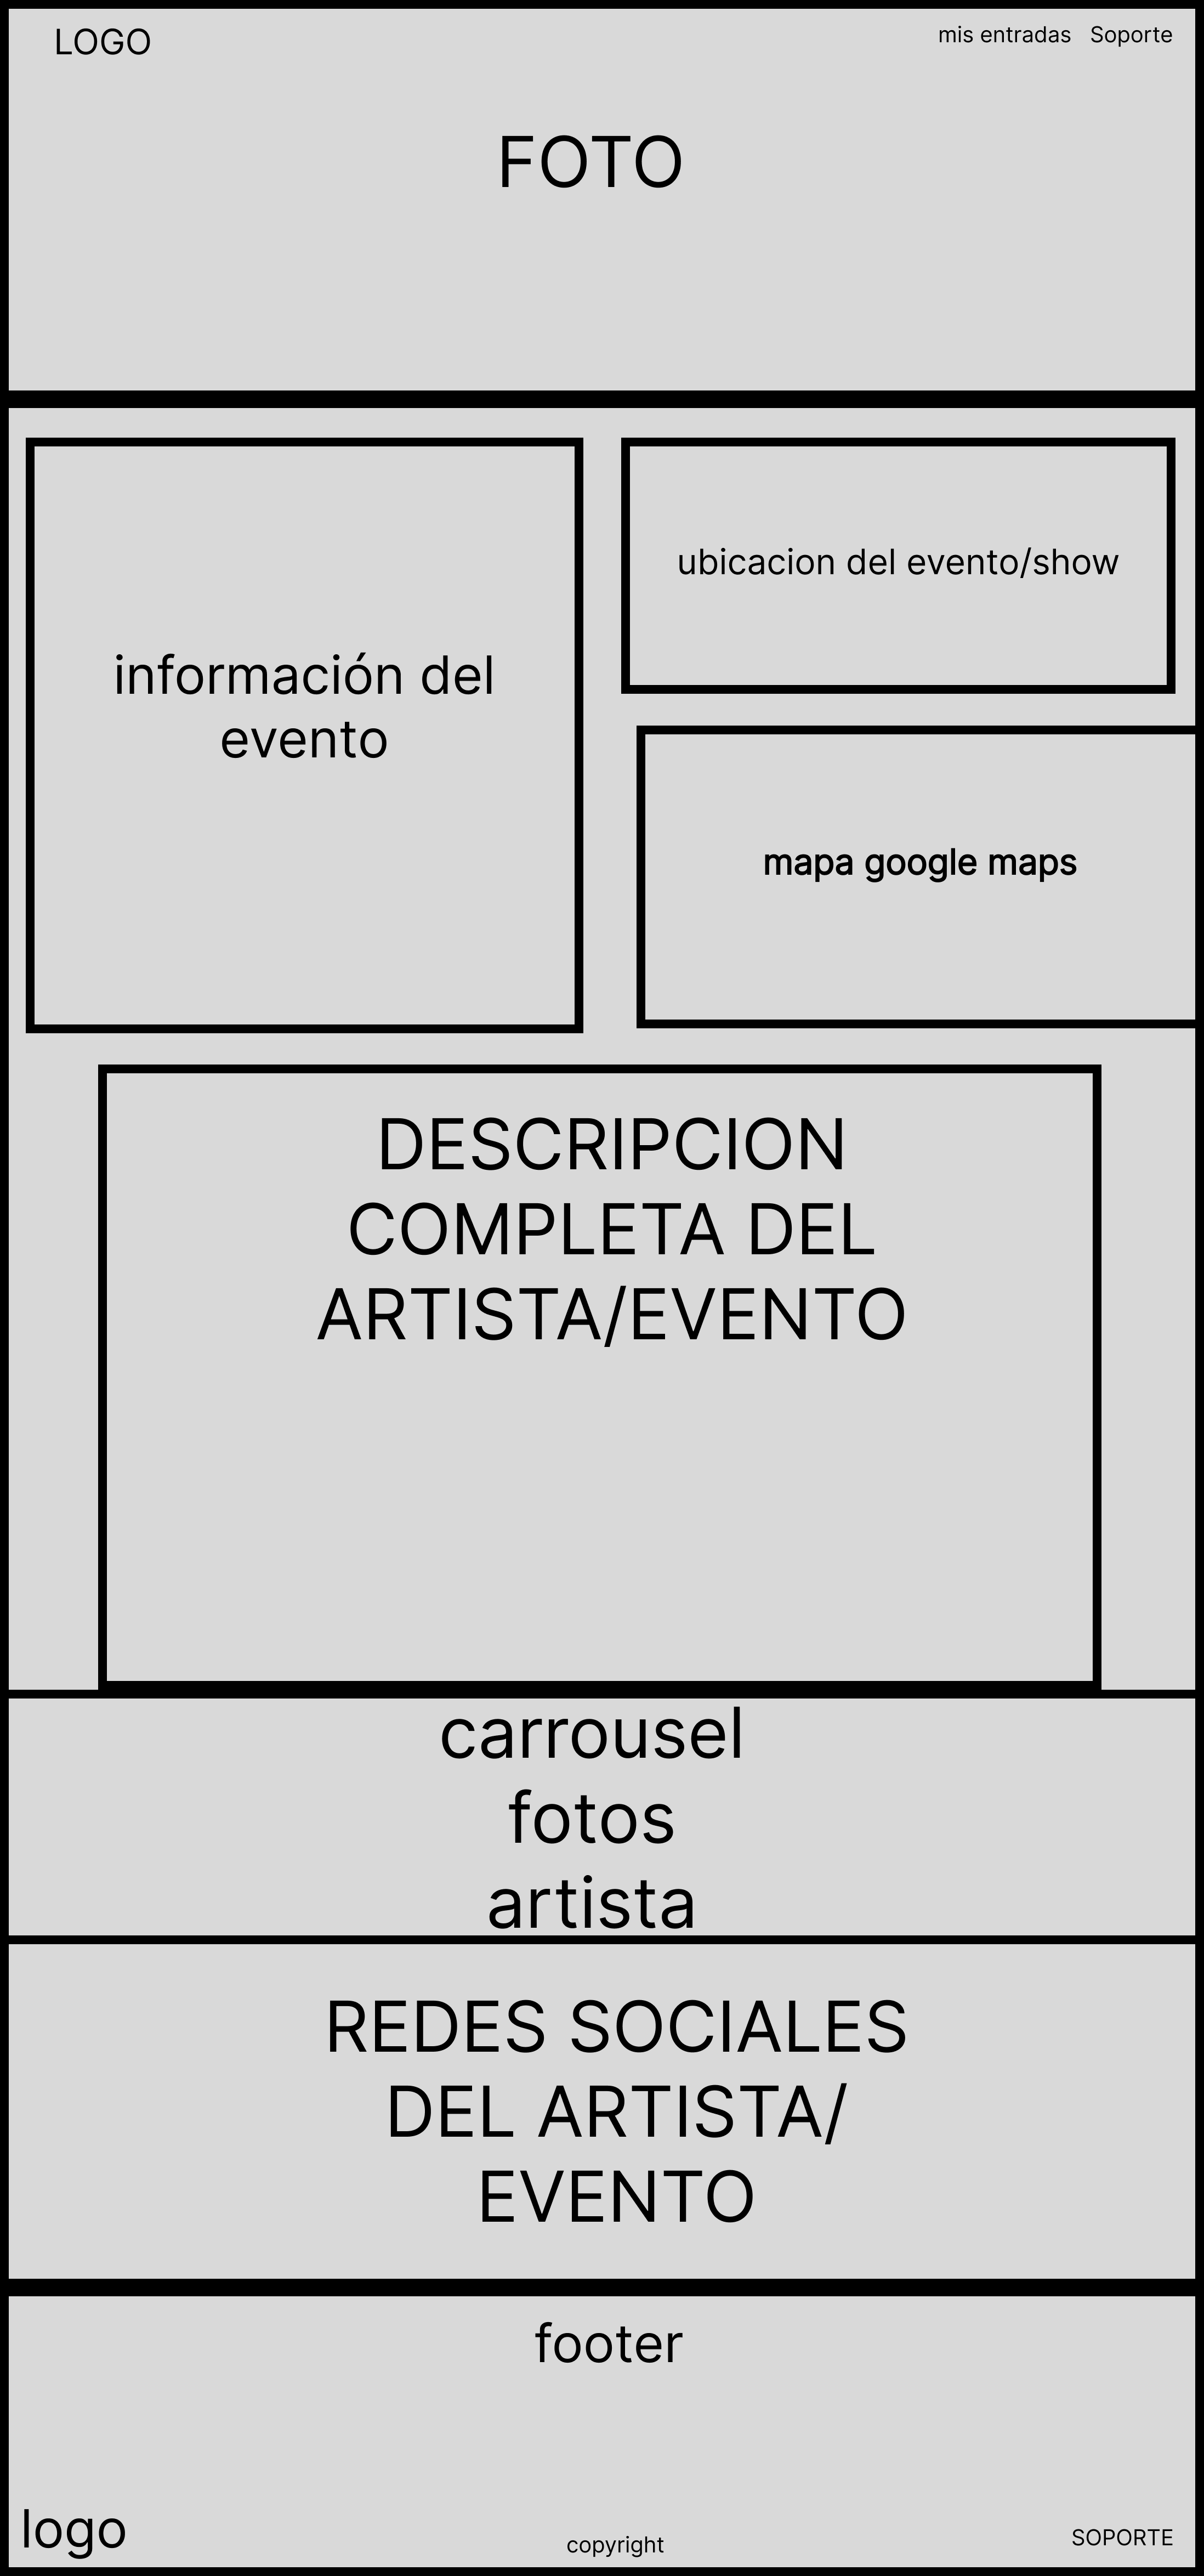 LOGO
mis entradas
Soporte
FOTO
información del
evento
ubicacion del evento/show
mapa google maps
DESCRIPCION
COMPLETA DEL
ARTISTA/EVENTO
carrousel
fotos
artista
REDES SOCIALES
DEL ARTISTA/
EVENTO
footer
logo
copyright
SOPORTE